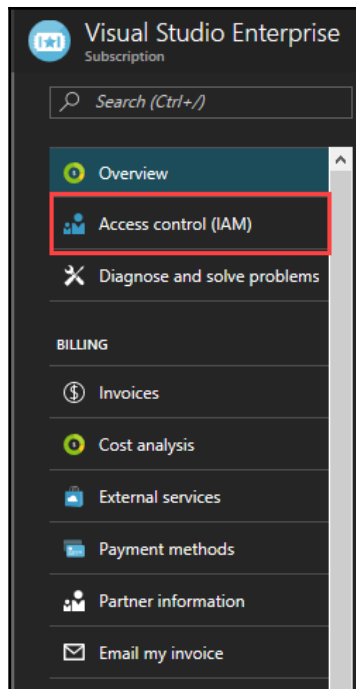 Visual Studio Enterprise
Subscription
Search (Ctrl+/)
Overview
Access control (IAM)
Diagnose and solve problems
BILLING
Invoices
Cost analysis
External services
Payment methods
Partner information
Email my invoice